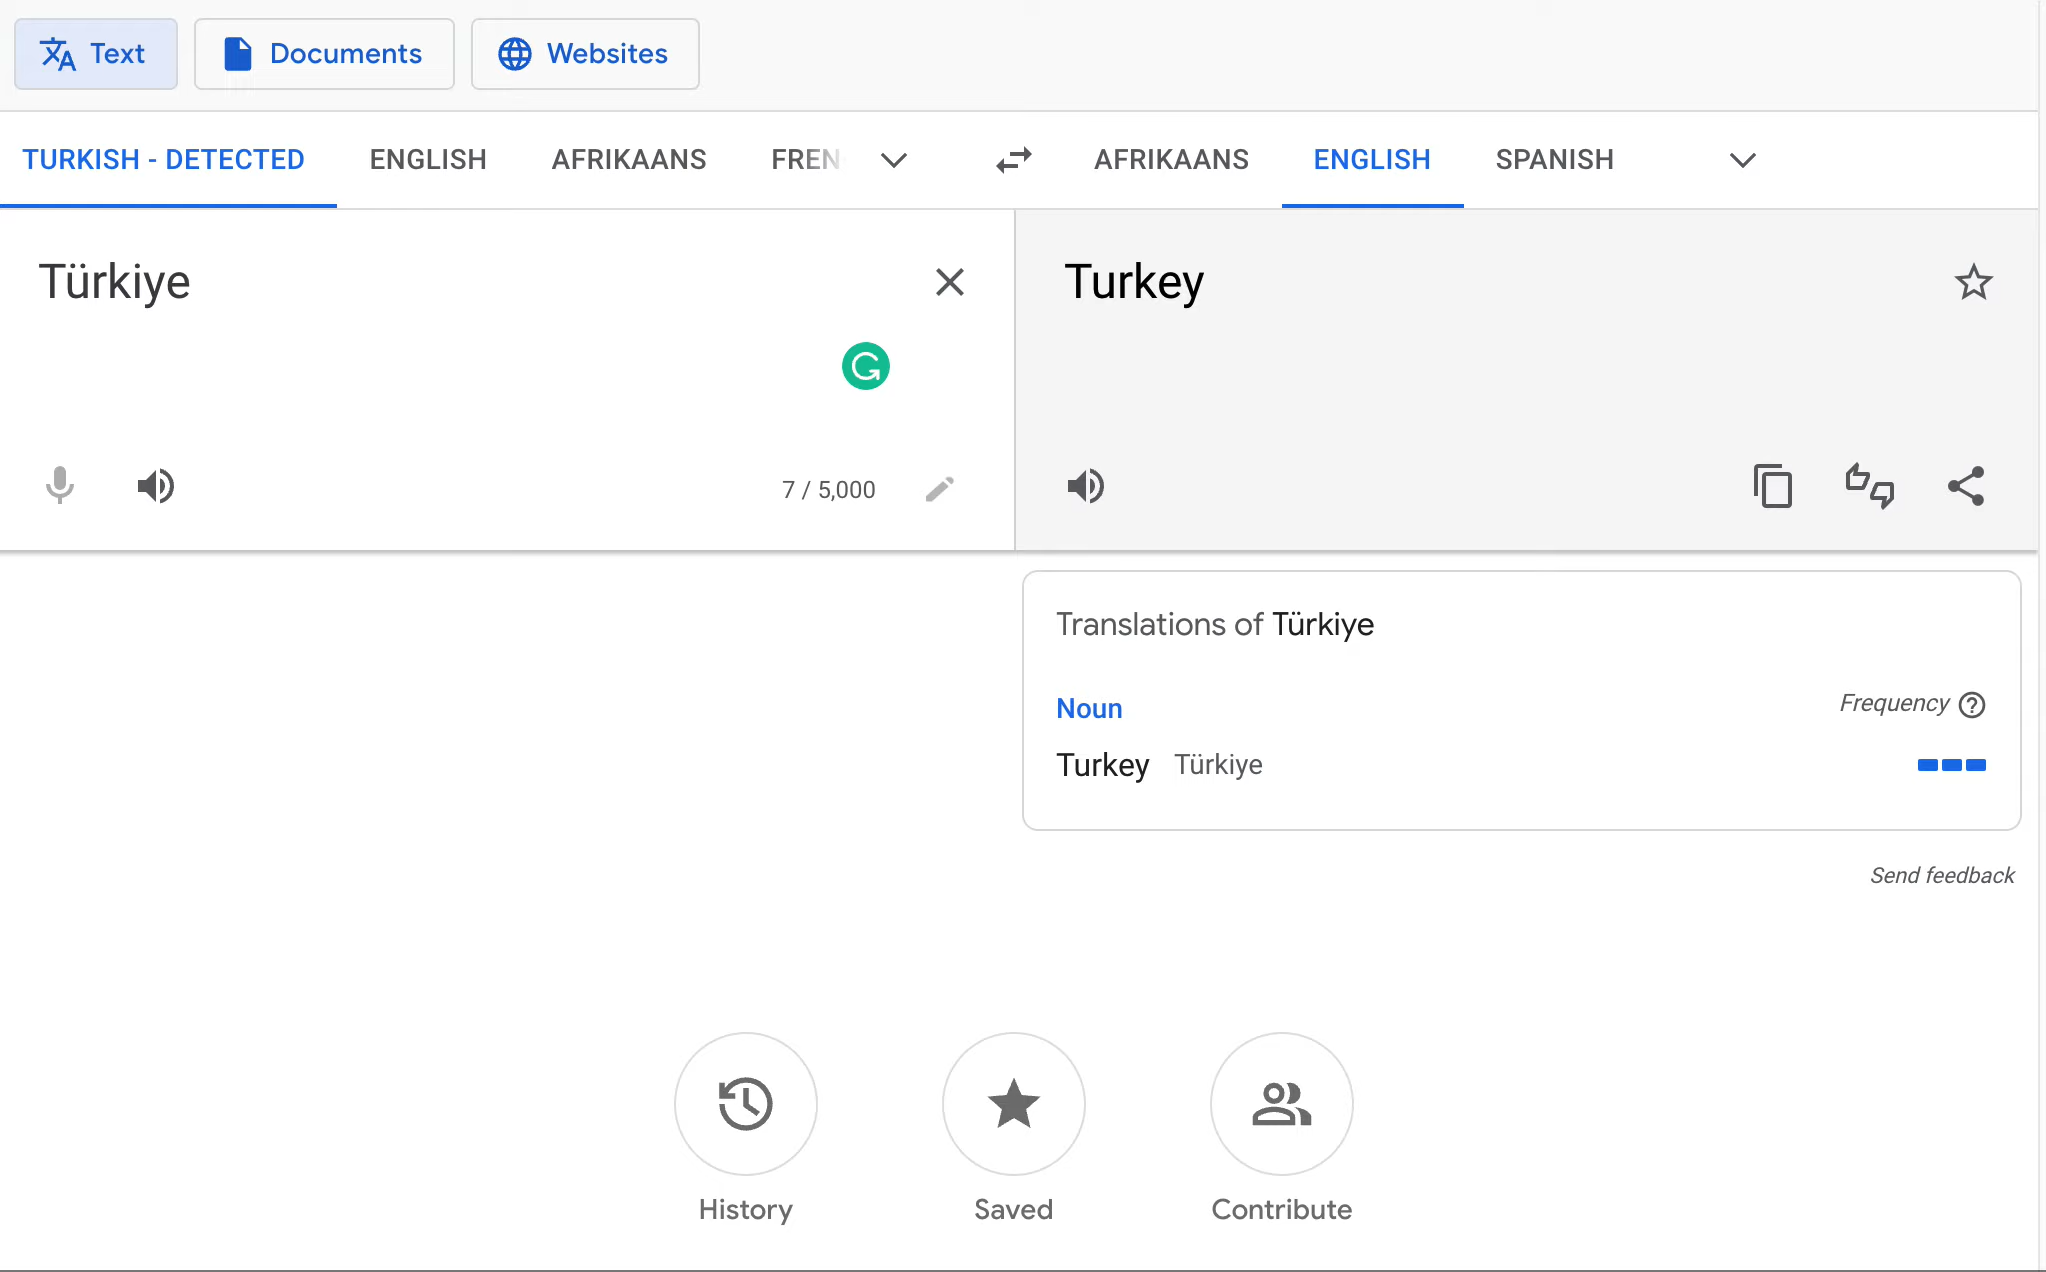 Text Documents Websites
TURKISH - DETECTED ENGLISH AFRIKAANS FREN AFRIKAANS ENGLISH SPANISH
Türkiye
7 / 5,000
Turkey
Translations of Türkiye
Noun Frequency
Turkey Türkiye
Send feedback
History Saved Contribute